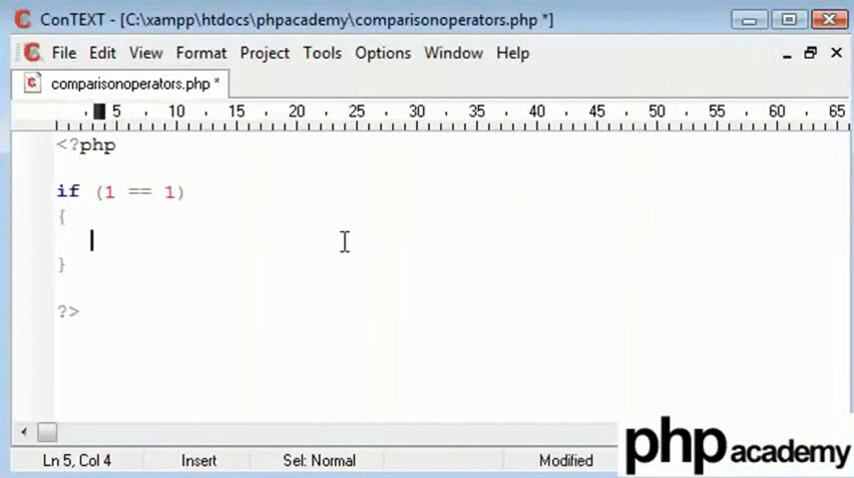 ConTEXT - [C:\xampp\htdocs\phpacademy\comparisonoperators.php *]
File Edit View Format Project Tools Options Window Help
comparisonoperators.php *
5 10 15 20 25 30 35 40 45 50 55 60 65
<?php
if (1 == 1)
{
}
?>
Ln 5, Col 4 Insert Sel: Normal Modified
php academy